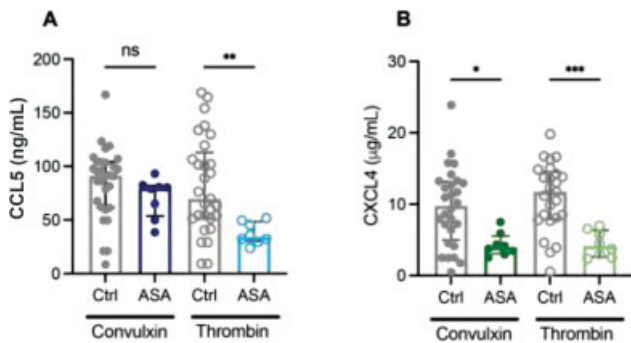 A
ns
**
CCL5 (ng/mL)
200
150
100
50
0
Ctrl ASA Ctrl ASA
Convulxin Thrombin
B
*
***
CXCL4 (µg/mL)
30
20
10
0
Ctrl ASA Ctrl ASA
Convulxin Thrombin